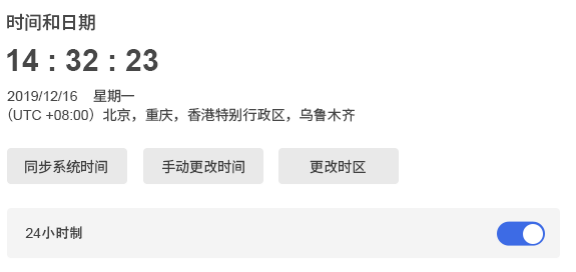 时间和日期
14 : 32 : 23
2019/12/16 星期一
(UTC +08:00) 北京，重庆，香港特别行政区，乌鲁木齐
同步系统时间 手动更改时间 更改时区
24小时制